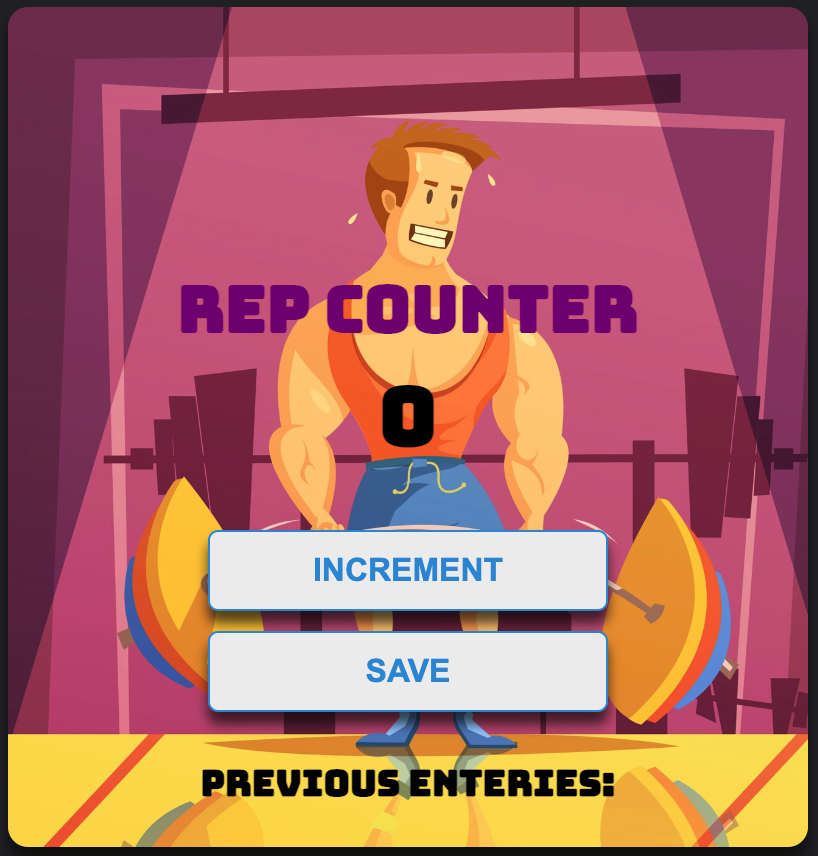 REP COUNTER
0
INCREMENT
SAVE
PREVIOUS ENTERIES: